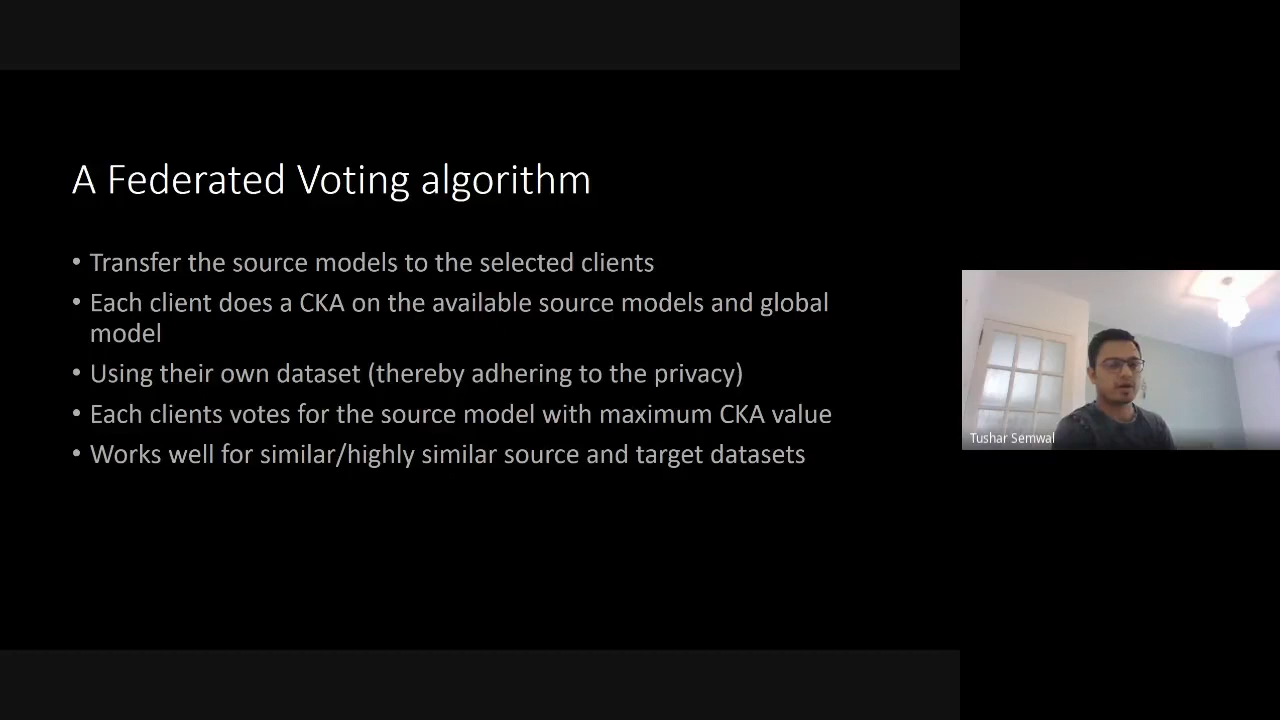 A Federated Voting algorithm
• Transfer the source models to the selected clients
• Each client does a CKA on the available source models and global
model
• Using their own dataset (thereby adhering to the privacy)
• Each clients votes for the source model with maximum CKA value
• Works well for similar/highly similar source and target datasets
Tushar Semwal